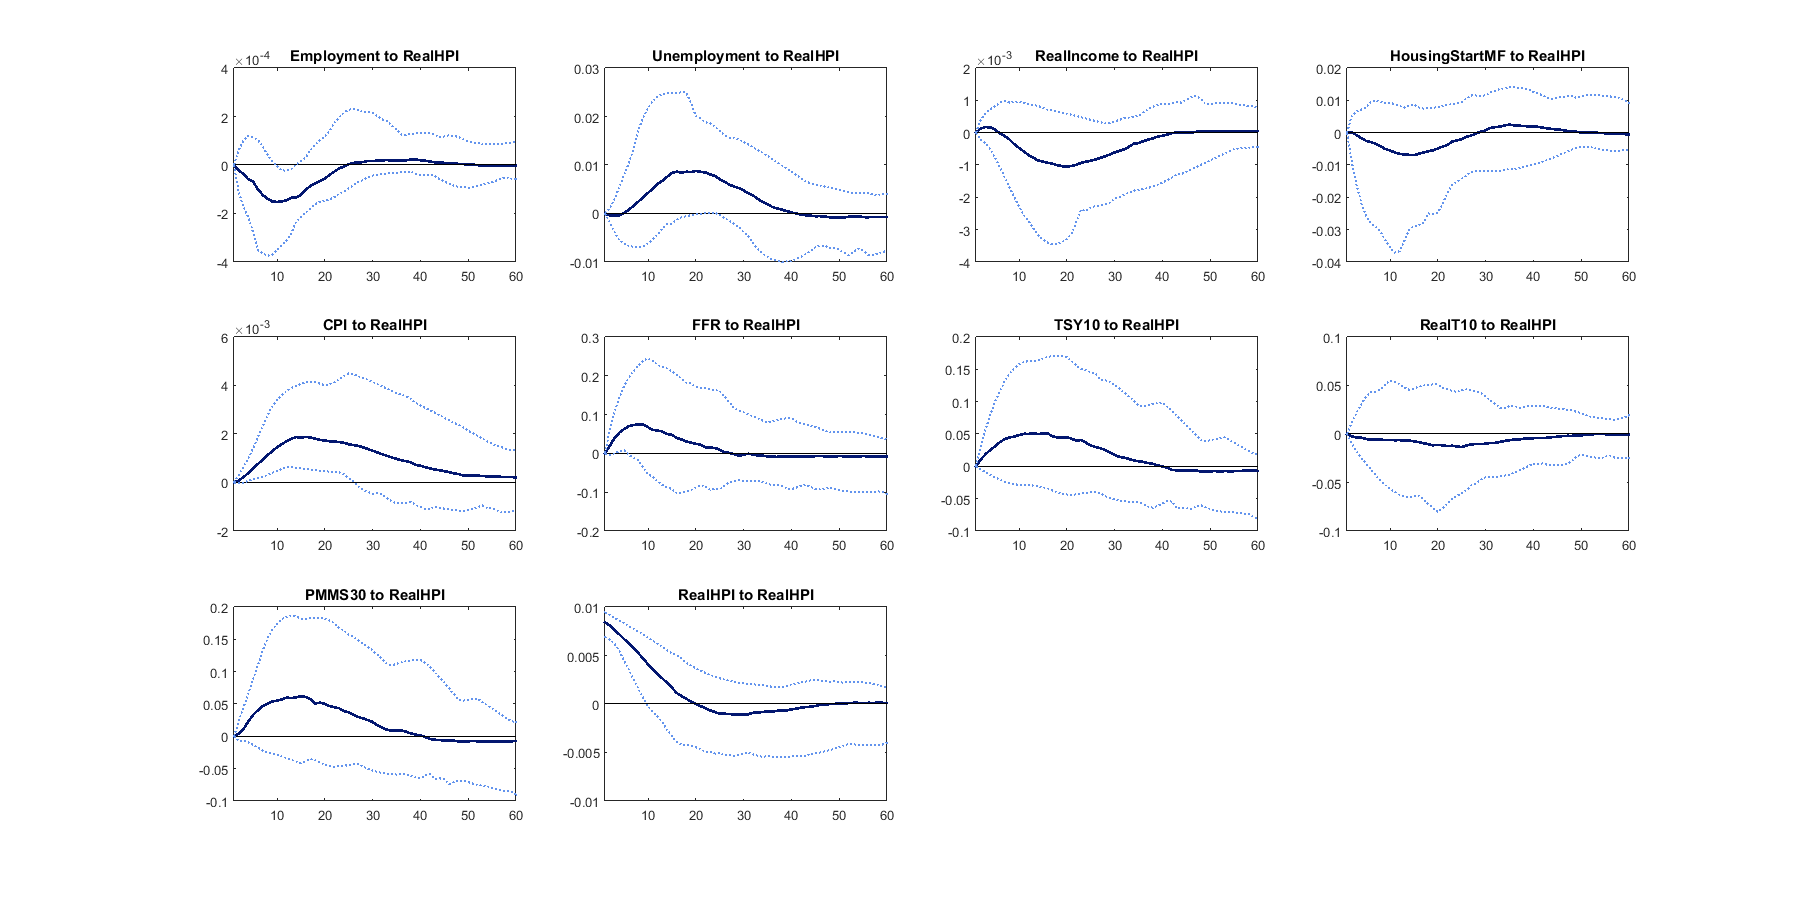 ×10⁻⁴ Employment to RealHPI
4
2
0
-2
-4
10 20 30 40 50 60
Unemployment to RealHPI
0.03
0.02
0.01
0
-0.01
10 20 30 40 50 60
×10⁻³ RealIncome to RealHPI
2
1
0
-1
-2
-3
-4
10 20 30 40 50 60
HousingStartMF to RealHPI
0.02
0.01
0
-0.01
-0.02
-0.03
-0.04
10 20 30 40 50 60
×10⁻³ CPI to RealHPI
6
4
2
0
-2
10 20 30 40 50 60
FFR to RealHPI
0.3
0.2
0.1
0
-0.1
-0.2
10 20 30 40 50 60
TSY10 to RealHPI
0.2
0.15
0.1
0.05
0
-0.05
-0.1
10 20 30 40 50 60
RealT10 to RealHPI
0.1
0.05
0
-0.05
-0.1
10 20 30 40 50 60
PMMS30 to RealHPI
0.2
0.15
0.1
0.05
0
-0.05
-0.1
10 20 30 40 50 60
RealHPI to RealHPI
0.01
0.005
0
-0.005
-0.01
10 20 30 40 50 60